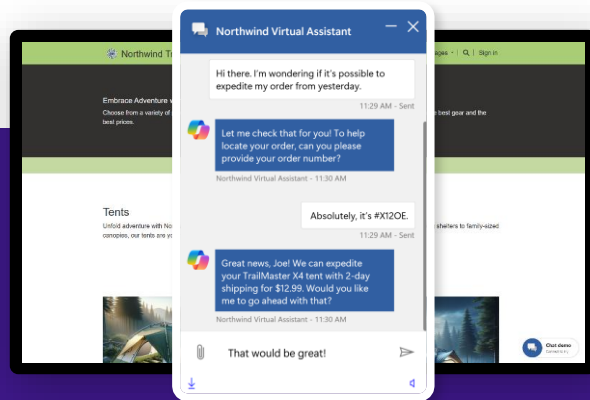 Northwind Virtual Assistant
Northwind Tr
ages
Sign in
Hi there. I'm wondering if it's possible to
expedite my order from yesterday.
11:29 AM - Sent
Embrace Adventure w
Choose from a variety of
best prices.
e best gear and the
Let me check that for you! To help
locate your order, can you please
provide your order number?
Northwind Virtual Assistant - 11:30 AM
Absolutely, it's #X12OE.
11:29 AM - Sent
Tents
Unfold adventure with No
canopies, our tents are yo
shelters to family-sized
Great news, Joe! We can expedite
your TrailMaster X4 tent with 2-day
shipping for $12.99. Would you like
me to go ahead with that?
Northwind Virtual Assistant - 11:30 AM
That would be great!
Chat demo